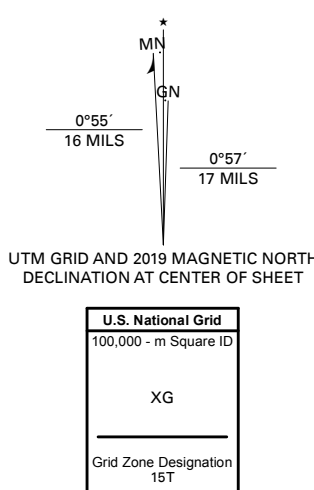 ★
MN
GN
0°55´
16 MILS
0°57´
17 MILS
UTM GRID AND 2019 MAGNETIC NORTH
DECLINATION AT CENTER OF SHEET
U.S. National Grid
100,000 - m Square ID
XG
Grid Zone Designation
15T